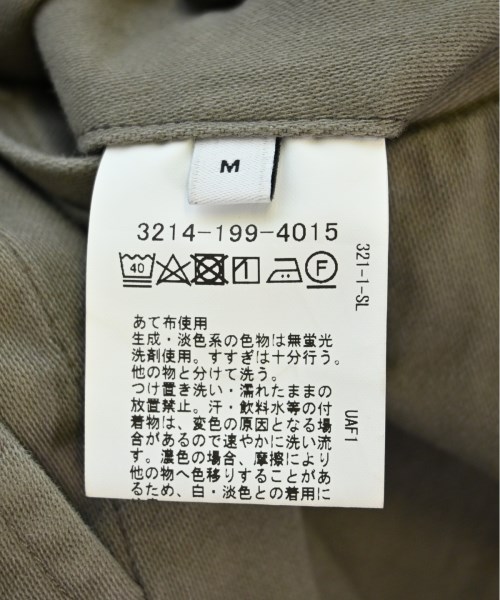 M
3214-199-4015
40
F
321-1-SL
あて布使用
生成・淡色系の色物は無蛍光
洗剤使用。すすぎは十分行う。
他の物と分けて洗う。
つけ置き洗い・濡れたままの
放置禁止。汗・飲料水等の付
着物は、変色の原因となる場
合があるので速やかに洗い流
す。濃色の場合、摩擦により
他の物へ色移りすることがあ
るため、白・淡色との着用に
UAF1